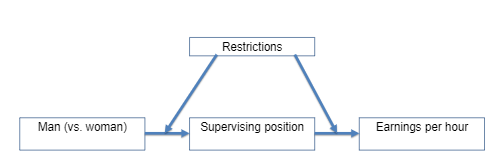 Restrictions
Man (vs. woman)
Supervising position
Earnings per hour